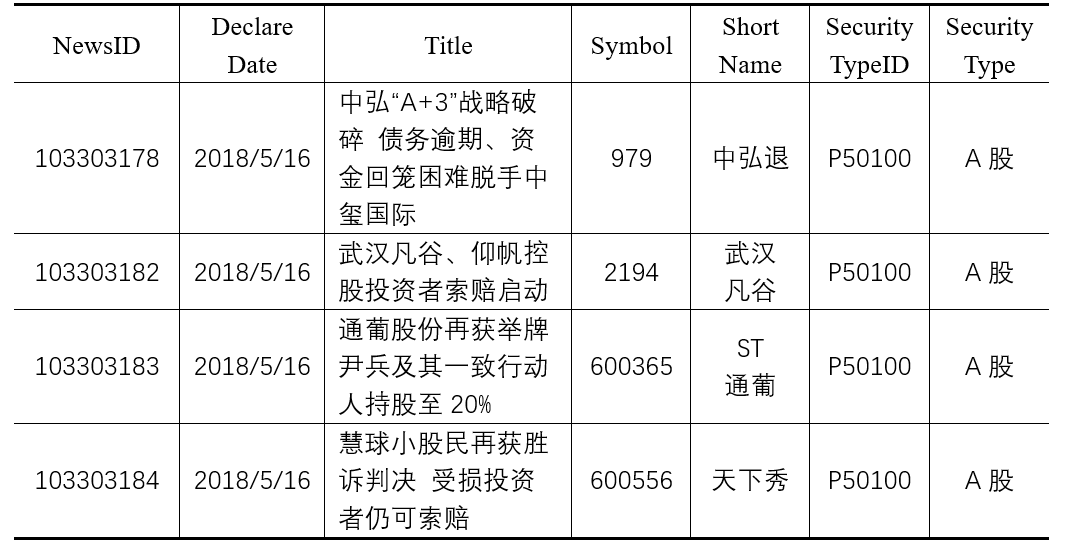 NewsID Declare Date Title Symbol Short Name Security TypeID Security Type
103303178 2018/5/16 中弘“A+3”战略破碎 债务逾期、资金回笼困难脱手中玺国际 979 中弘退 P50100 A 股
103303182 2018/5/16 武汉凡谷、仰帆控股投资者索赔启动 2194 武汉凡谷 P50100 A 股
103303183 2018/5/16 通葡股份再获举牌 尹兵及其一致行动人持股至 20% 600365 ST 通葡 P50100 A 股
103303184 2018/5/16 慧球小股民再获胜诉判决 受损投资者仍可索赔 600556 天下秀 P50100 A 股